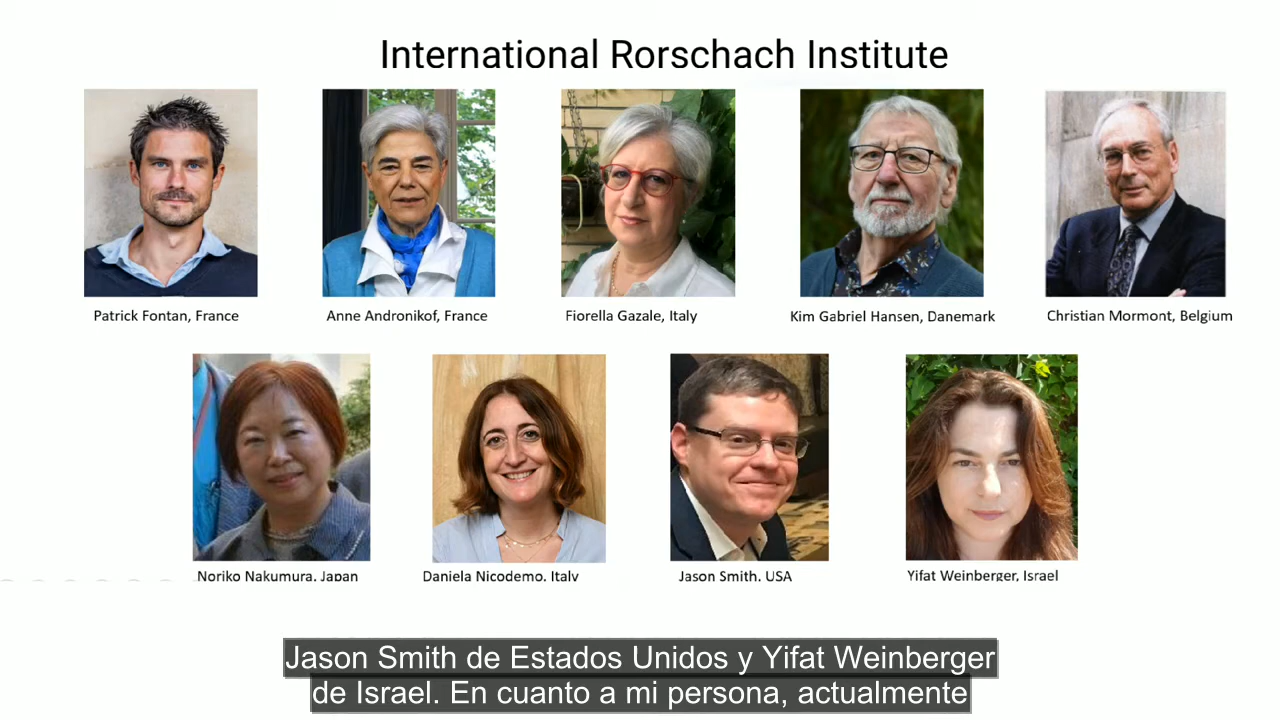 International Rorschach Institute
Patrick Fontan, France
Anne Andronikof, France
Fiorella Gazale, Italy
Kim Gabriel Hansen, Danemark
Christian Mormont, Belgium
Noriko Nakumura, Japan
Daniela Nicodemo, Italy
Jason Smith, USA
Yifat Weinberger, Israel
Jason Smith de Estados Unidos y Yifat Weinberger
de Israel. En cuanto a mi persona, actualmente